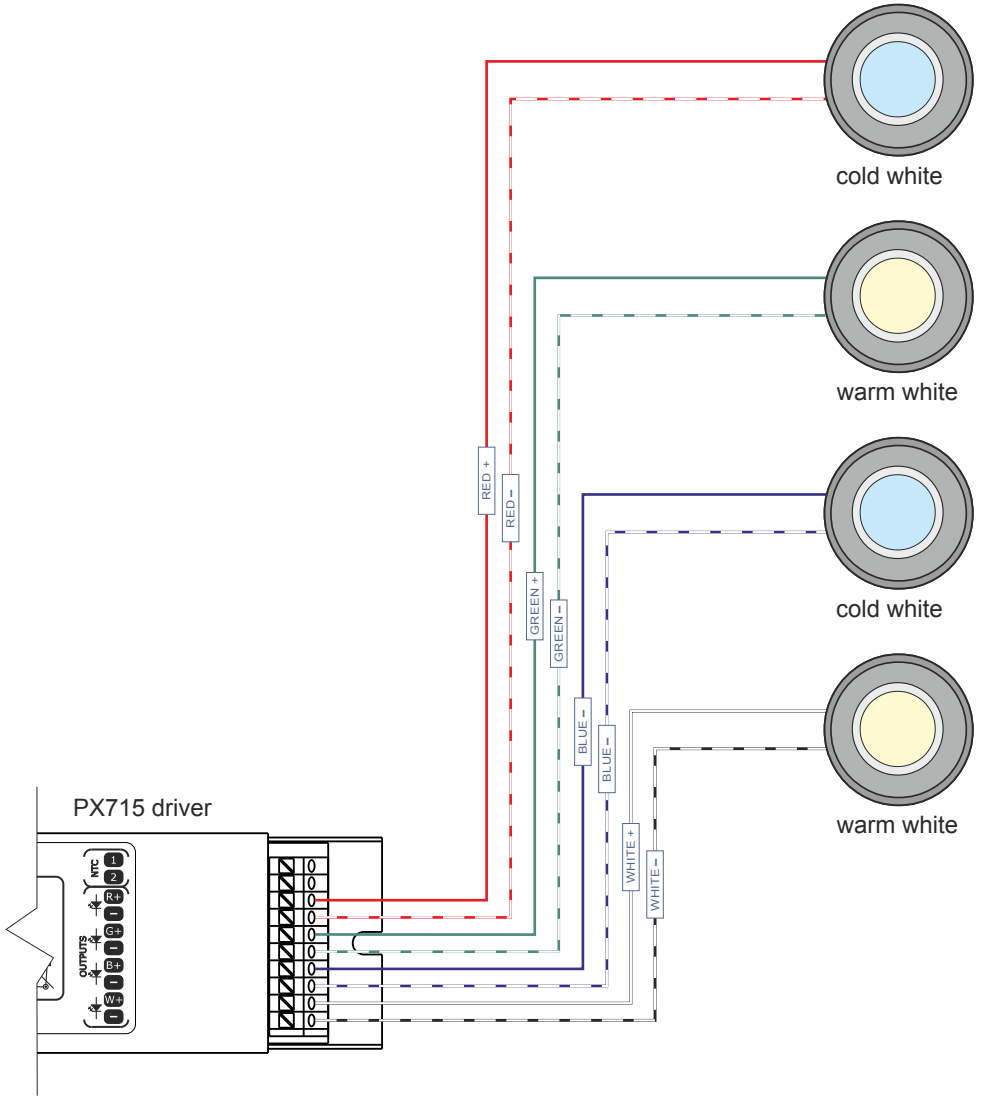 cold white
warm white
RED +
RED –
cold white
GREEN +
GREEN –
BLUE –
BLUE –
warm white
WHITE +
WHITE –
PX715 driver
NTC
1
2
OUTPUTS
R+
–
G+
–
B+
–
W+
–